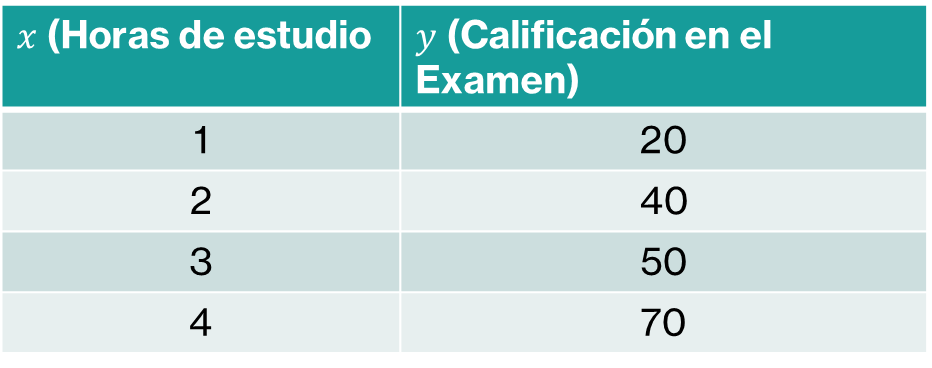 x (Horas de estudio
y (Calificación en el
Examen)
1
20
2
40
3
50
4
70